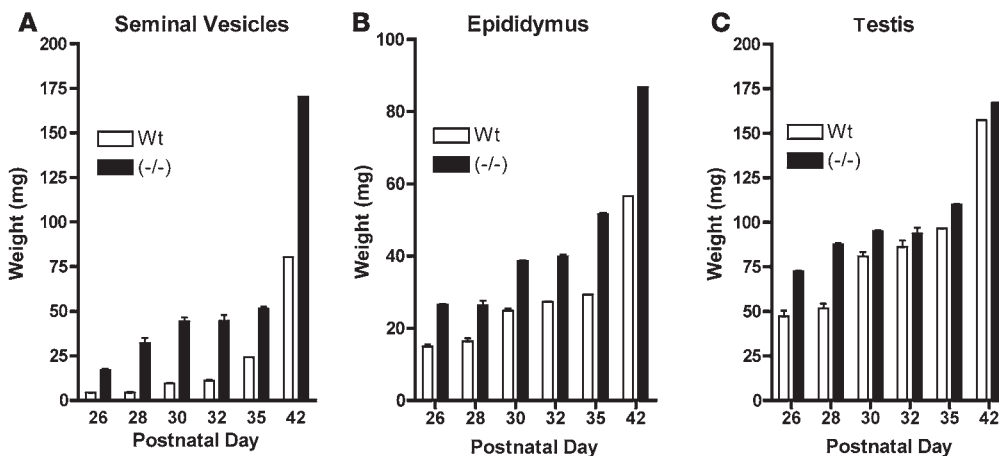 A Seminal Vesicles
200
175
150
125
100
75
50
25
0
Weight (mg)
Wt
(-/-)
26 28 30 32 35 42
Postnatal Day
B Epididymus
100
80
60
40
20
0
Weight (mg)
Wt
(-/-)
26 28 30 32 35 42
Postnatal Day
C Testis
200
175
150
125
100
75
50
25
0
Weight (mg)
Wt
(-/-)
26 28 30 32 35 42
Postnatal Day